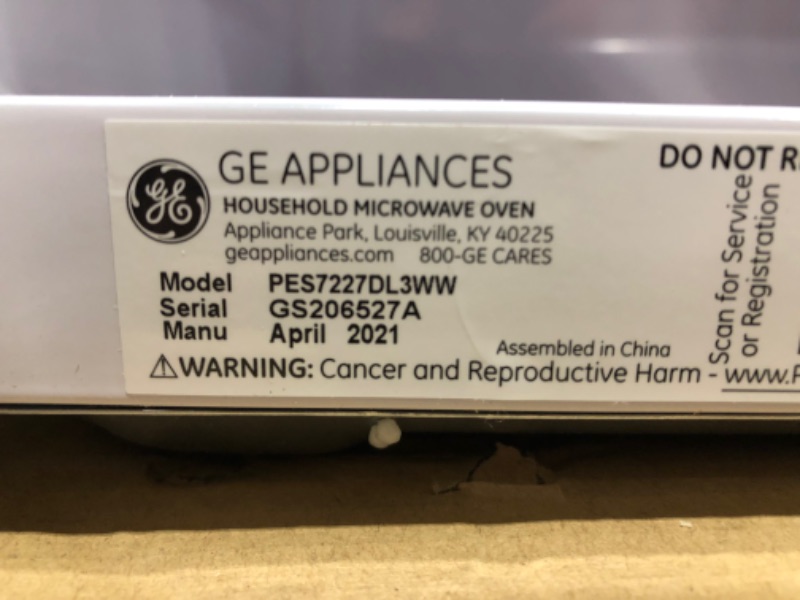 GE
GE APPLIANCES
HOUSEHOLD MICROWAVE OVEN
Appliance Park, Louisville, KY 40225
geappliances.com 800-GE CARES
Model PES7227DL3WW
Serial GS206527A
Manu April 2021
Assembled in China
⚠WARNING: Cancer and Reproductive Harm - www.P
DO NOT R
Scan for Service
or Registration